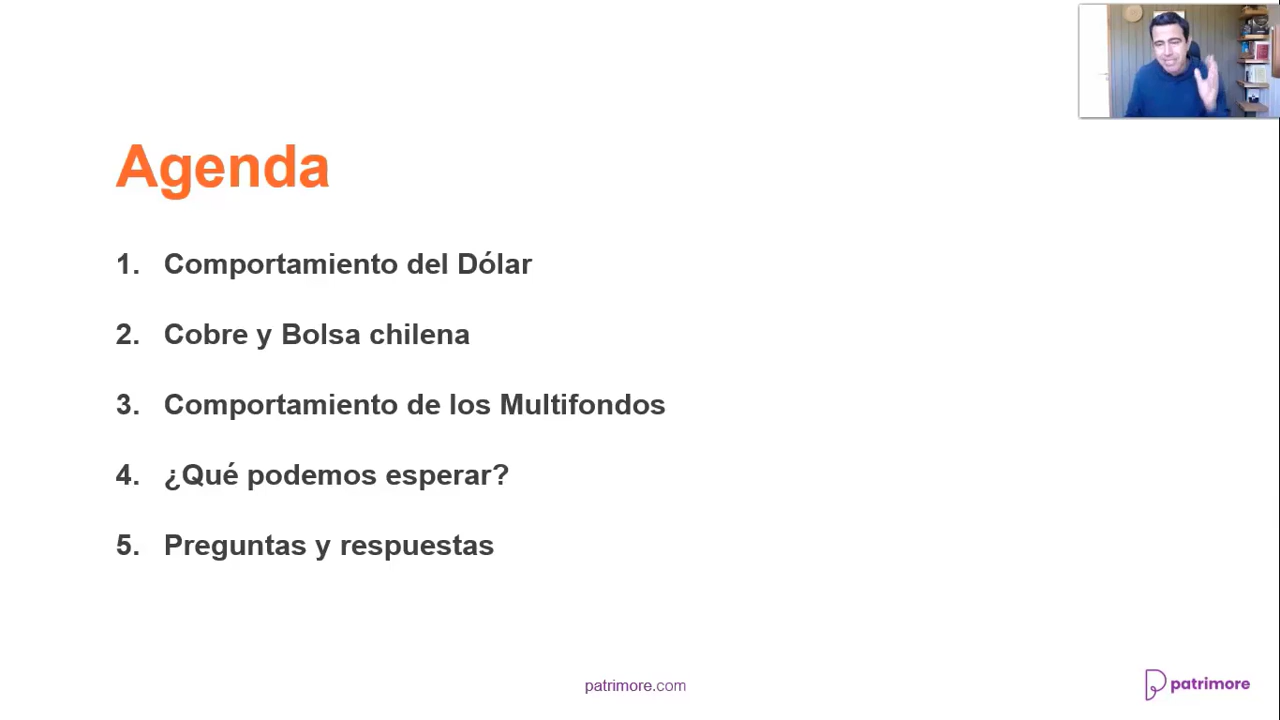 Agenda
1. Comportamiento del Dólar
2. Cobre y Bolsa chilena
3. Comportamiento de los Multifondos
4. ¿Qué podemos esperar?
5. Preguntas y respuestas
patrimore.com
patrimore